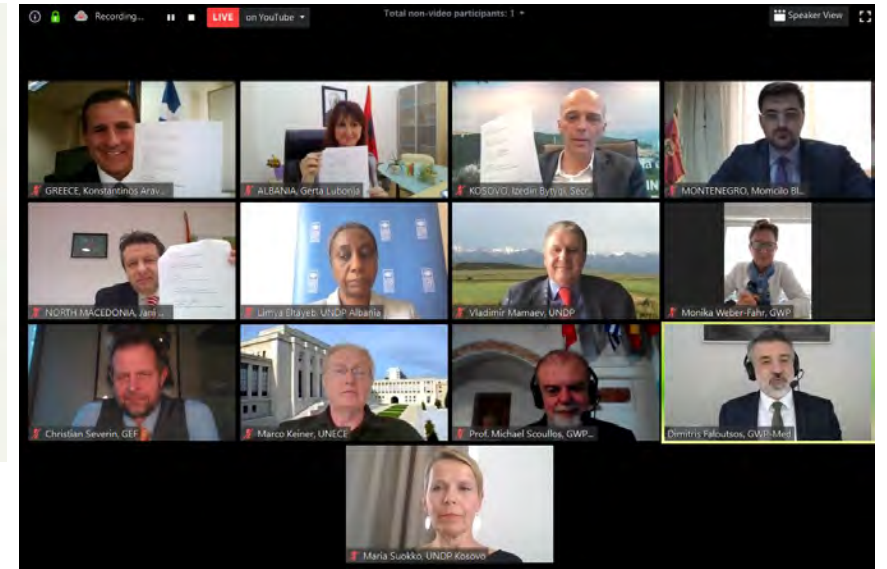 Recording...
LIVE on YouTube
Total non-video participants: 1
Speaker View
GREECE, Konstantinos Arav...
ALBANIA, Gerta Lubonja
KOSOVO, Izedin Bytyqi, Secr...
MONTENEGRO, Momcilo Bl...
NORTH MACEDONIA, Jani ...
Limya Eltayeb, UNDP Albania
Vladimir Mamaev, UNDP
Monika Weber-Fahr, GWP
Christian Severin, GEF
Marco Keiner, UNECE
Prof. Michael Scoullos, GWP...
Dimitris Faloutsos, GWP-Med
Maria Suokko, UNDP Kosovo